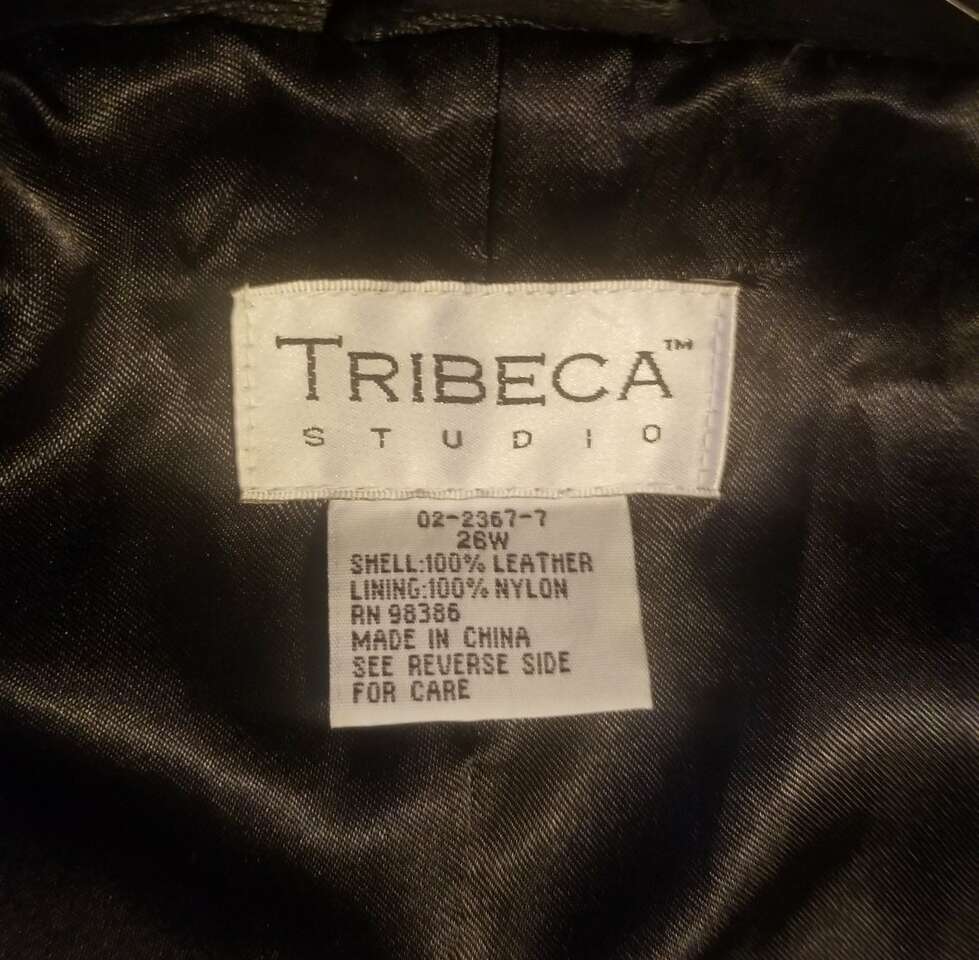 TRIBECA™
STUDIO
02-2367-7
26W
SHELL:100% LEATHER
LINING:100% NYLON
RN 98386
MADE IN CHINA
SEE REVERSE SIDE
FOR CARE